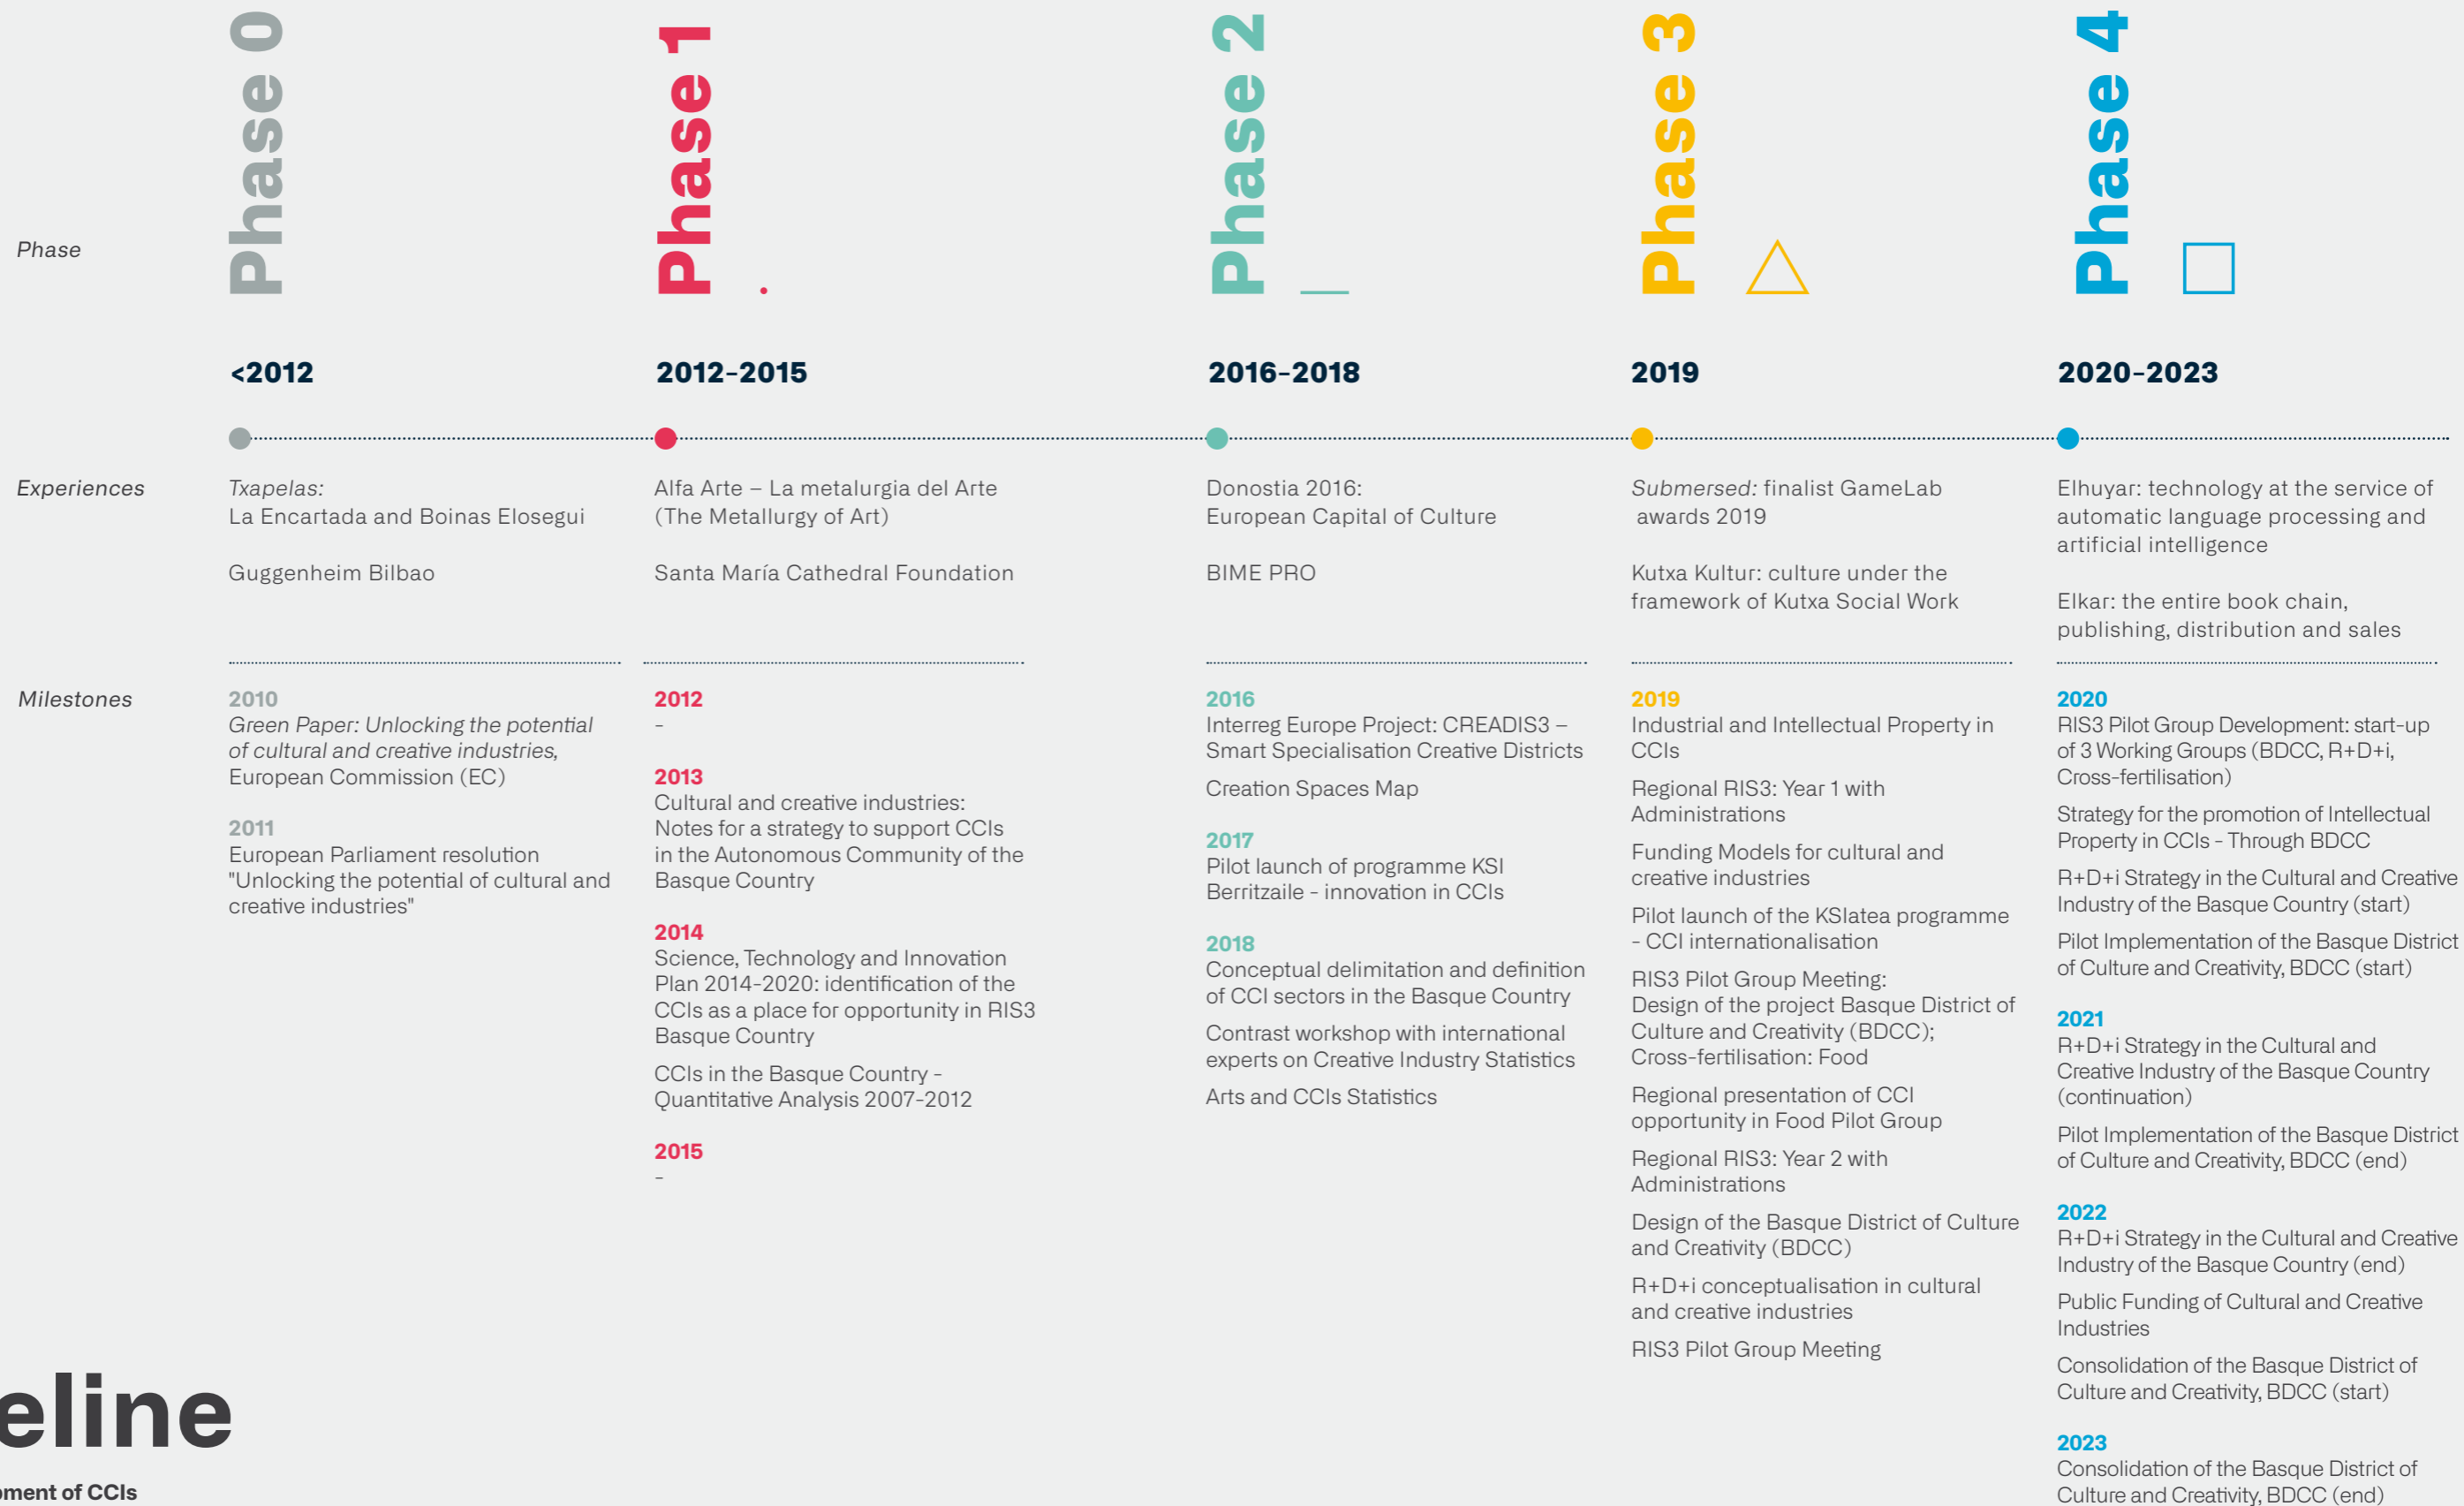 Phase
Phase 0
Phase 1
Phase 2
Phase 3
Phase 4
<2012
2012-2015
2016-2018
2019
2020-2023
Experiences
Txapelas:
La Encartada and Boinas Elosegui
Guggenheim Bilbao
Alfa Arte – La metalurgia del Arte
(The Metallurgy of Art)
Santa María Cathedral Foundation
Donostia 2016:
European Capital of Culture
BIME PRO
Submersed: finalist GameLab
awards 2019
Kutxa Kultur: culture under the
framework of Kutxa Social Work
Elhuyar: technology at the service of
automatic language processing and
artificial intelligence
Elkar: the entire book chain,
publishing, distribution and sales
Milestones
2010
Green Paper: Unlocking the potential
of cultural and creative industries,
European Commission (EC)
2011
European Parliament resolution
"Unlocking the potential of cultural and
creative industries"
2012
-
2013
Cultural and creative industries:
Notes for a strategy to support CCIs
in the Autonomous Community of the
Basque Country
2014
Science, Technology and Innovation
Plan 2014-2020: identification of the
CCIs as a place for opportunity in RIS3
Basque Country
CCIs in the Basque Country -
Quantitative Analysis 2007-2012
2015
-
2016
Interreg Europe Project: CREADIS3 –
Smart Specialisation Creative Districts
Creation Spaces Map
2017
Pilot launch of programme KSI
Berritzaile - innovation in CCIs
2018
Conceptual delimitation and definition
of CCI sectors in the Basque Country
Contrast workshop with international
experts on Creative Industry Statistics
Arts and CCIs Statistics
2019
Industrial and Intellectual Property in
CCIs
Regional RIS3: Year 1 with
Administrations
Funding Models for cultural and
creative industries
Pilot launch of the KSIatea programme
- CCI internationalisation
RIS3 Pilot Group Meeting:
Design of the project Basque District of
Culture and Creativity (BDCC);
Cross-fertilisation: Food
Regional presentation of CCI
opportunity in Food Pilot Group
Regional RIS3: Year 2 with
Administrations
Design of the Basque District of Culture
and Creativity (BDCC)
R+D+i conceptualisation in cultural
and creative industries
RIS3 Pilot Group Meeting
2020
RIS3 Pilot Group Development: start-up
of 3 Working Groups (BDCC, R+D+i,
Cross-fertilisation)
Strategy for the promotion of Intellectual
Property in CCIs - Through BDCC
R+D+i Strategy in the Cultural and Creative
Industry of the Basque Country (start)
Pilot Implementation of the Basque District
of Culture and Creativity, BDCC (start)
2021
R+D+i Strategy in the Cultural and
Creative Industry of the Basque Country
(continuation)
Pilot Implementation of the Basque District
of Culture and Creativity, BDCC (end)
2022
R+D+i Strategy in the Cultural and Creative
Industry of the Basque Country (end)
Public Funding of Cultural and Creative
Industries
Consolidation of the Basque District of
Culture and Creativity, BDCC (start)
2023
Consolidation of the Basque District of
Culture and Creativity, BDCC (end)
eline
pment of CCIs